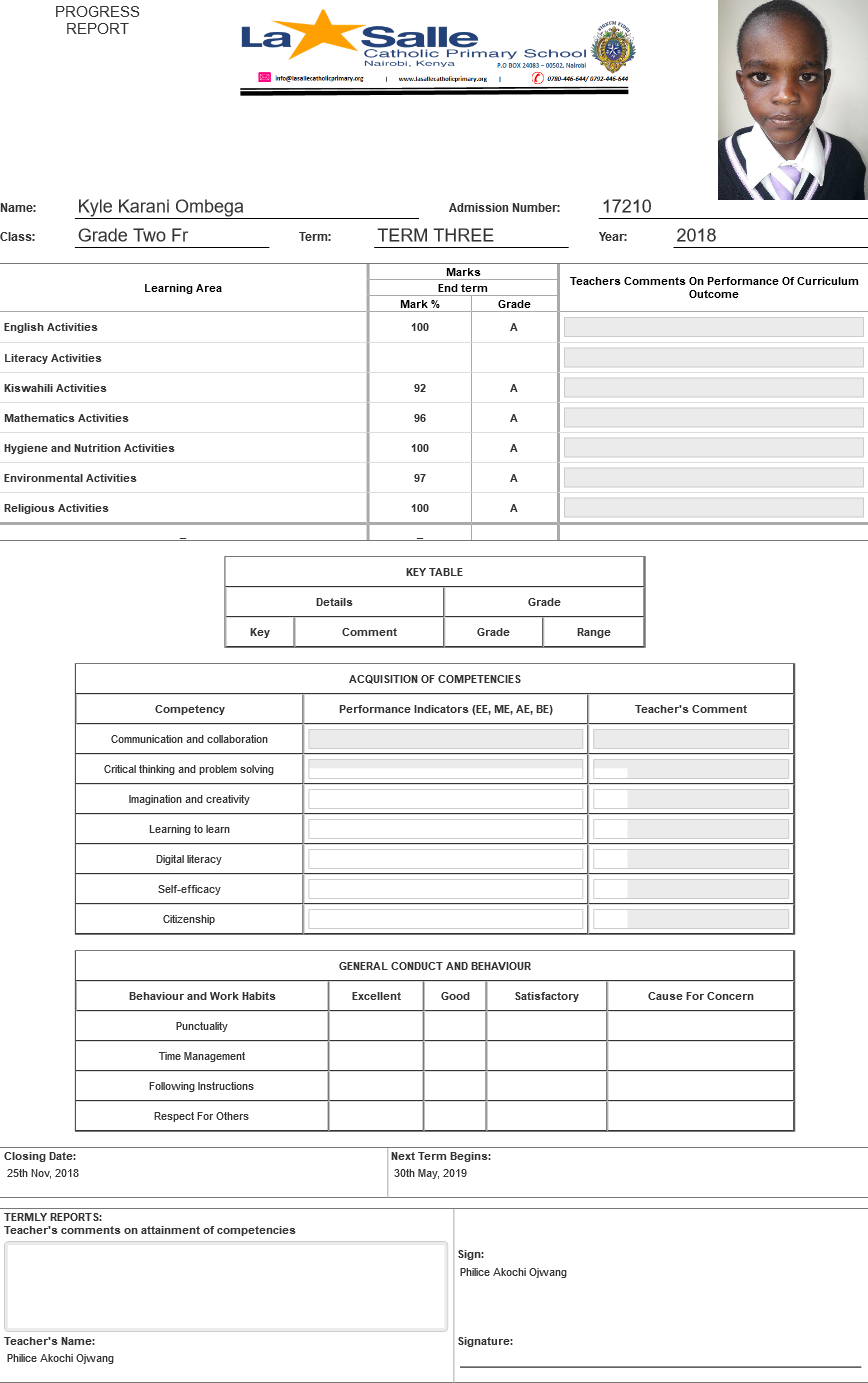 PROGRESS
REPORT
La Salle
Catholic Primary School
Nairobi, Kenya
P.O BOX 24083 – 00502, Nairobi
info@lasallecatholicprimary.org | www.lasallecatholicprimary.org | 0780-446-644/ 0792-446-644
Name: Kyle Karani Ombega Admission Number: 17210
Class: Grade Two Fr Term: TERM THREE Year: 2018
Learning Area Marks Teachers Comments On Performance Of Curriculum Outcome
End term
Mark % Grade
English Activities 100 A
Literacy Activities
Kiswahili Activities 92 A
Mathematics Activities 96 A
Hygiene and Nutrition Activities 100 A
Environmental Activities 97 A
Religious Activities 100 A
_ _
KEY TABLE
Details Grade
Key Comment Grade Range
ACQUISITION OF COMPETENCIES
Competency Performance Indicators (EE, ME, AE, BE) Teacher's Comment
Communication and collaboration
Critical thinking and problem solving
Imagination and creativity
Learning to learn
Digital literacy
Self-efficacy
Citizenship
GENERAL CONDUCT AND BEHAVIOUR
Behaviour and Work Habits Excellent Good Satisfactory Cause For Concern
Punctuality
Time Management
Following Instructions
Respect For Others
Closing Date: Next Term Begins:
25th Nov, 2018 30th May, 2019
TERMLY REPORTS:
Teacher's comments on attainment of competencies
Sign:
Philice Akochi Ojwang
Teacher's Name: Signature:
Philice Akochi Ojwang